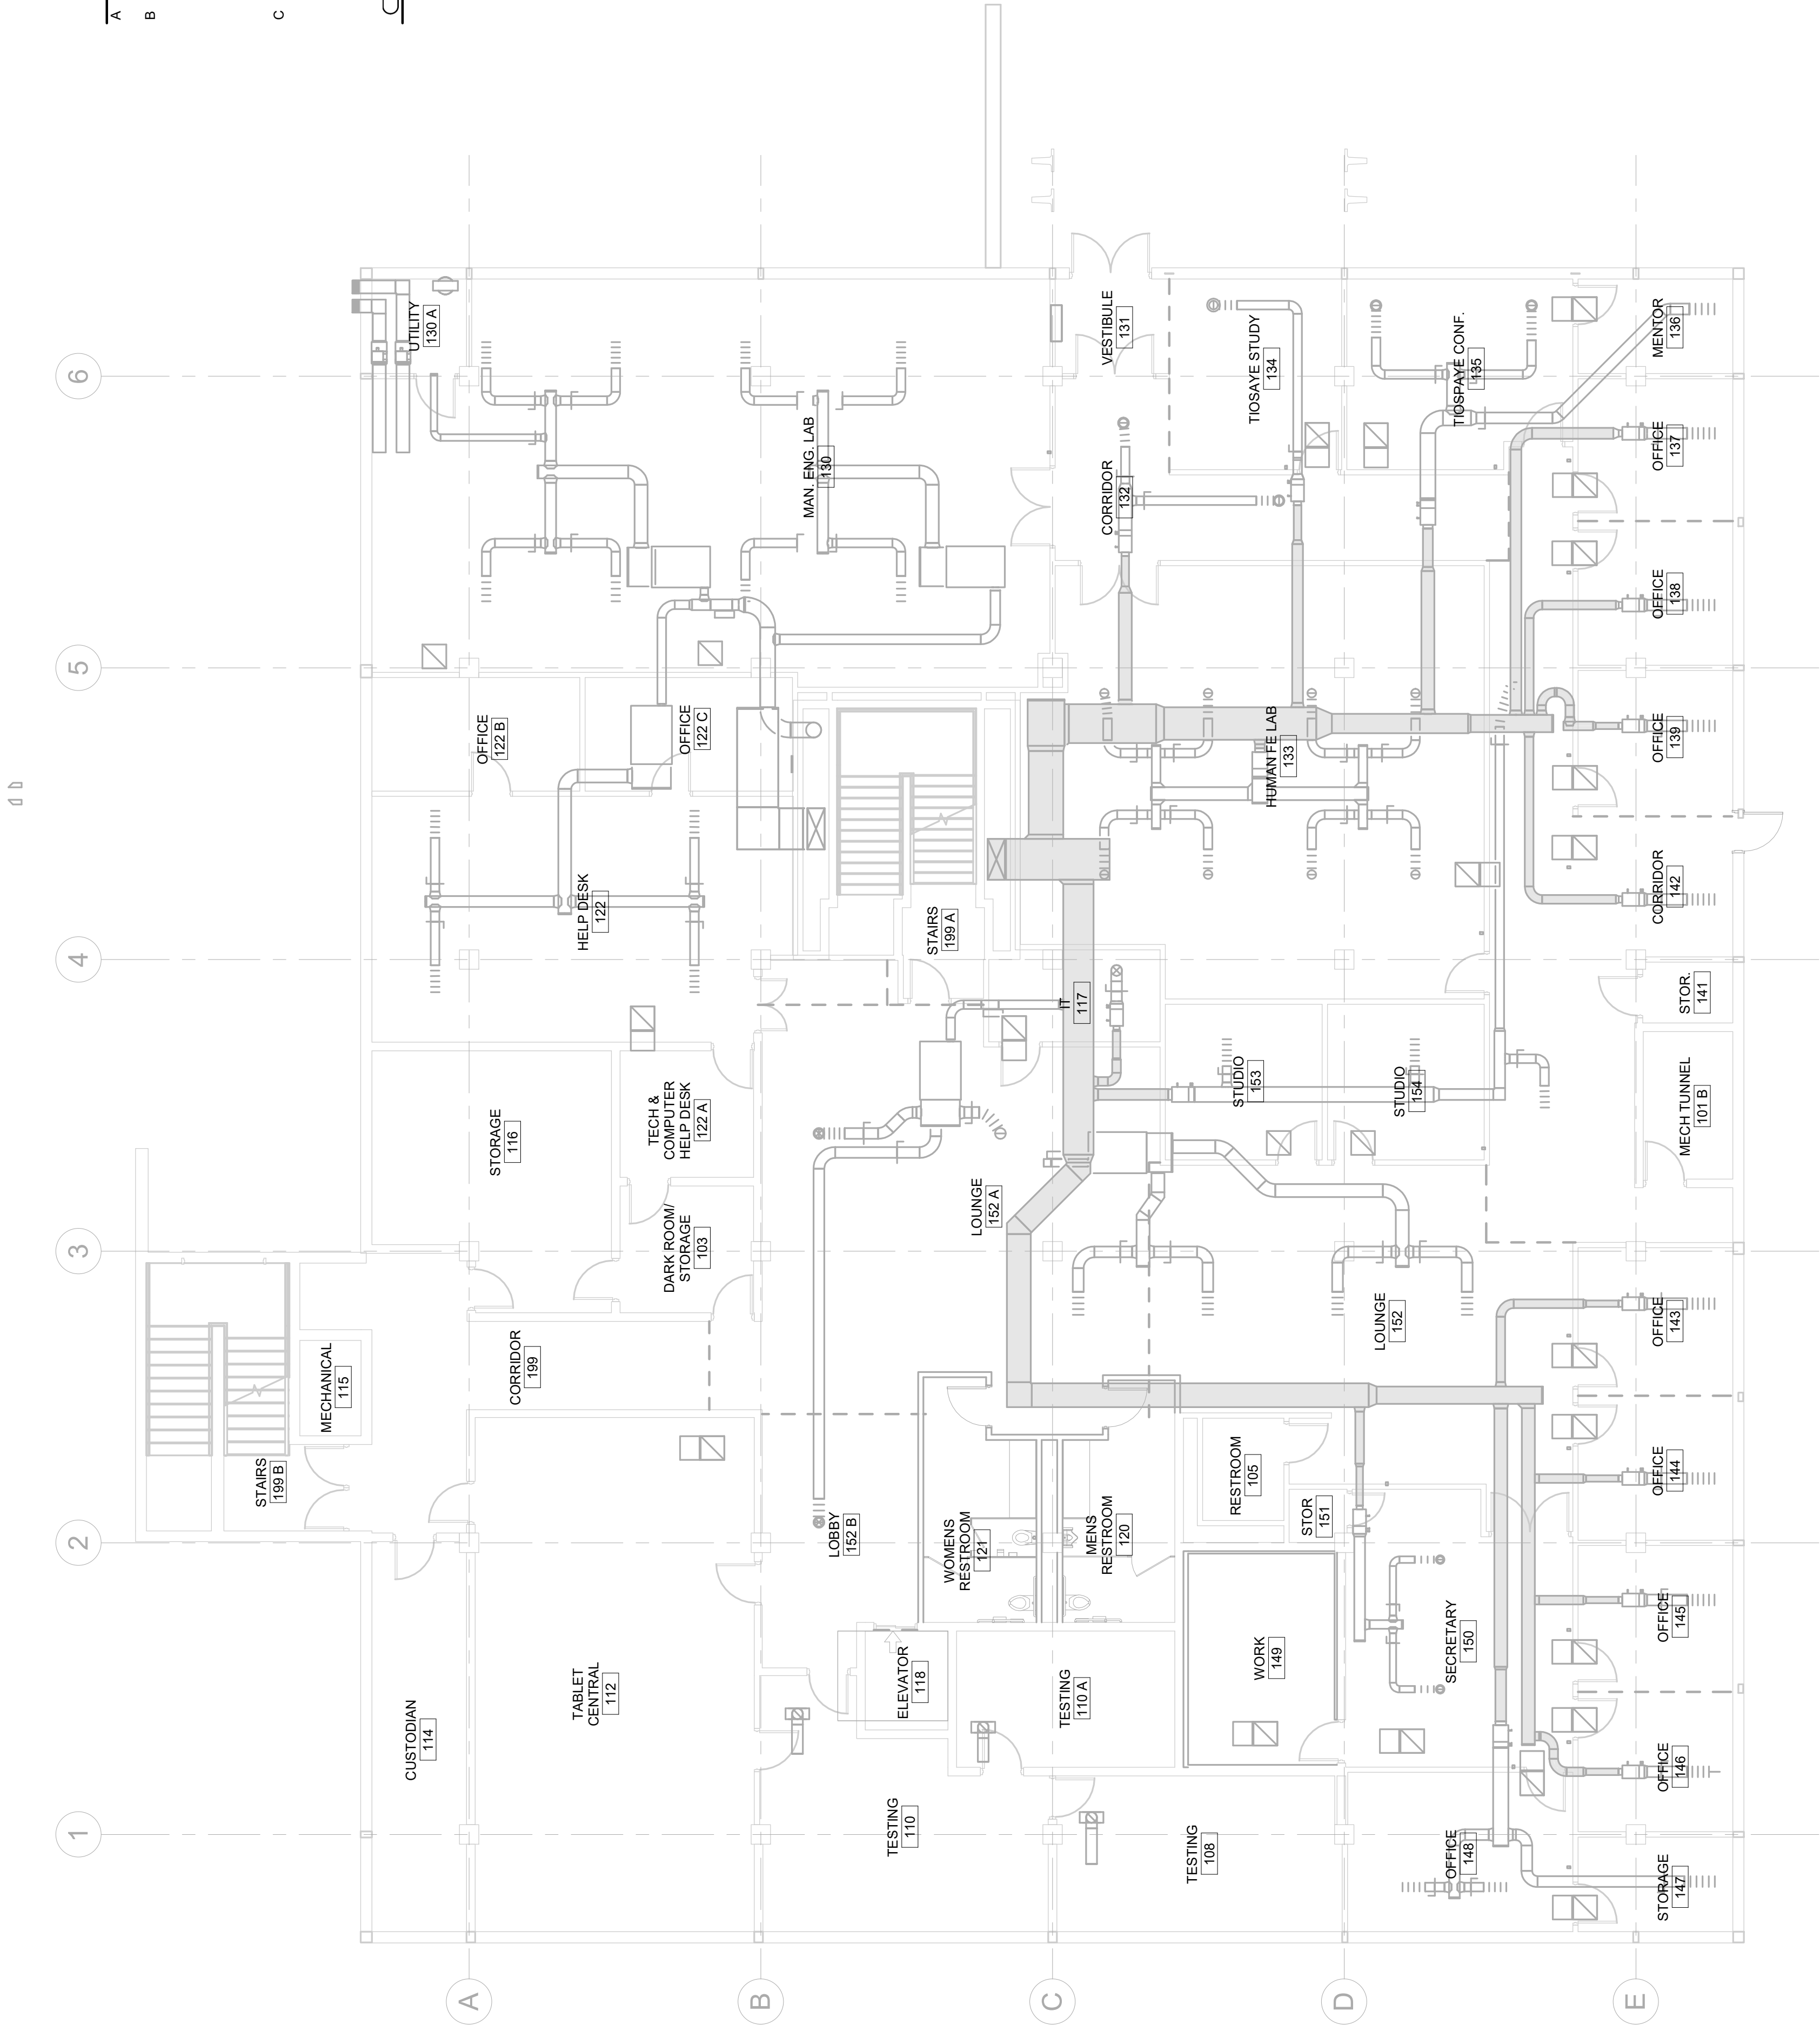 A
B
C
6
5
4
3
2
1
A
B
C
D
E
UTILITY
130 A
MAN. ENG. LAB
130
VESTIBULE
131
CORRIDOR
132
TIOSAYE STUDY
134
TIOSPAYE CONF.
135
MENTOR
136
OFFICE
137
OFFICE
138
OFFICE
139
CORRIDOR
142
STOR.
141
MECH TUNNEL
101 B
OFFICE
122 B
OFFICE
122 C
HELP DESK
122
HUMAN FE LAB
133
STAIRS
199 A
IT
117
STUDIO
153
STUDIO
154
STORAGE
116
TECH &
COMPUTER
HELP DESK
122 A
DARK ROOM/
STORAGE
103
LOUNGE
152 A
LOUNGE
152
MECHANICAL
115
CORRIDOR
199
STAIRS
199 B
LOBBY
152 B
WOMENS
RESTROOM
121
MENS
RESTROOM
120
RESTROOM
105
STOR
151
OFFICE
143
OFFICE
144
OFFICE
145
OFFICE
146
STORAGE
147
OFFICE
148
SECRETARY
150
WORK
149
ELEVATOR
118
TESTING
110 A
TESTING
110
TESTING
108
CUSTODIAN
114
TABLET
CENTRAL
112